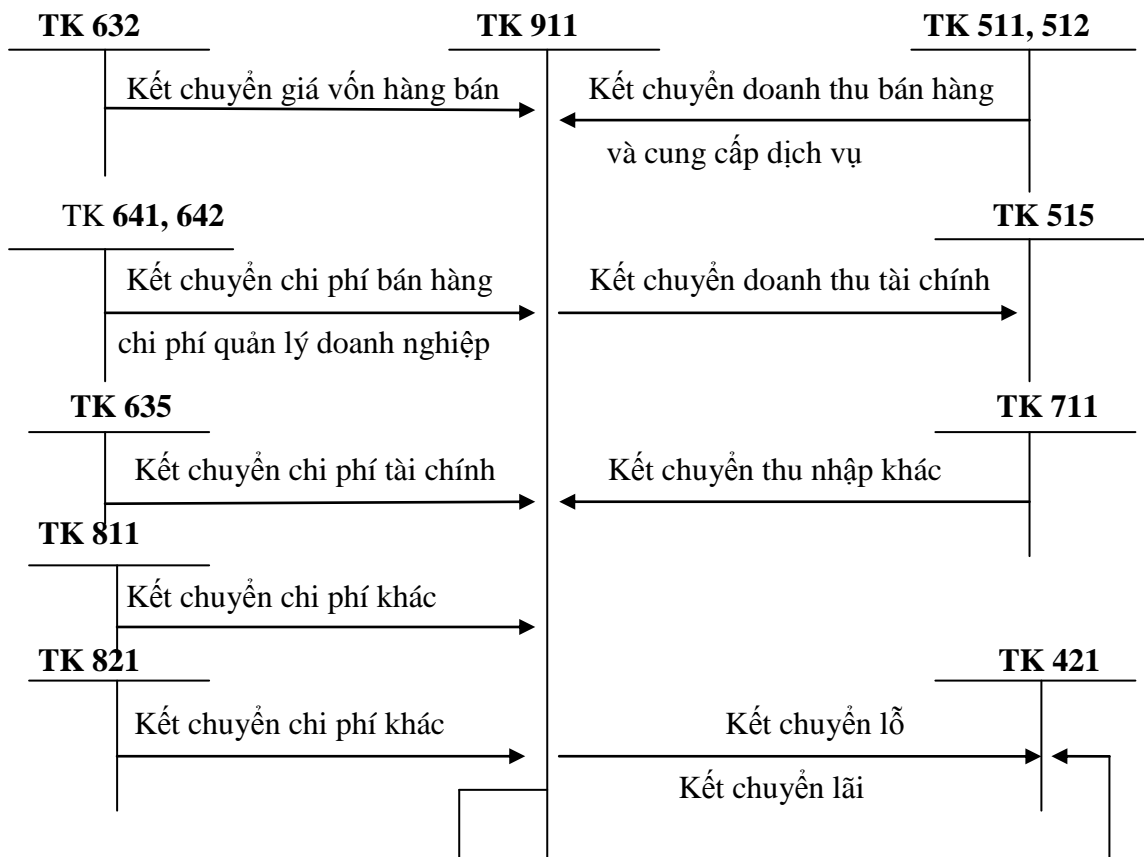 TK 632
TK 911
TK 511, 512
Kết chuyển giá vốn hàng bán
Kết chuyển doanh thu bán hàng
và cung cấp dịch vụ
TK 641, 642
TK 515
Kết chuyển chi phí bán hàng
Kết chuyển doanh thu tài chính
chi phí quản lý doanh nghiệp
TK 635
TK 711
Kết chuyển chi phí tài chính
Kết chuyển thu nhập khác
TK 811
Kết chuyển chi phí khác
TK 821
TK 421
Kết chuyển chi phí khác
Kết chuyển lỗ
Kết chuyển lãi